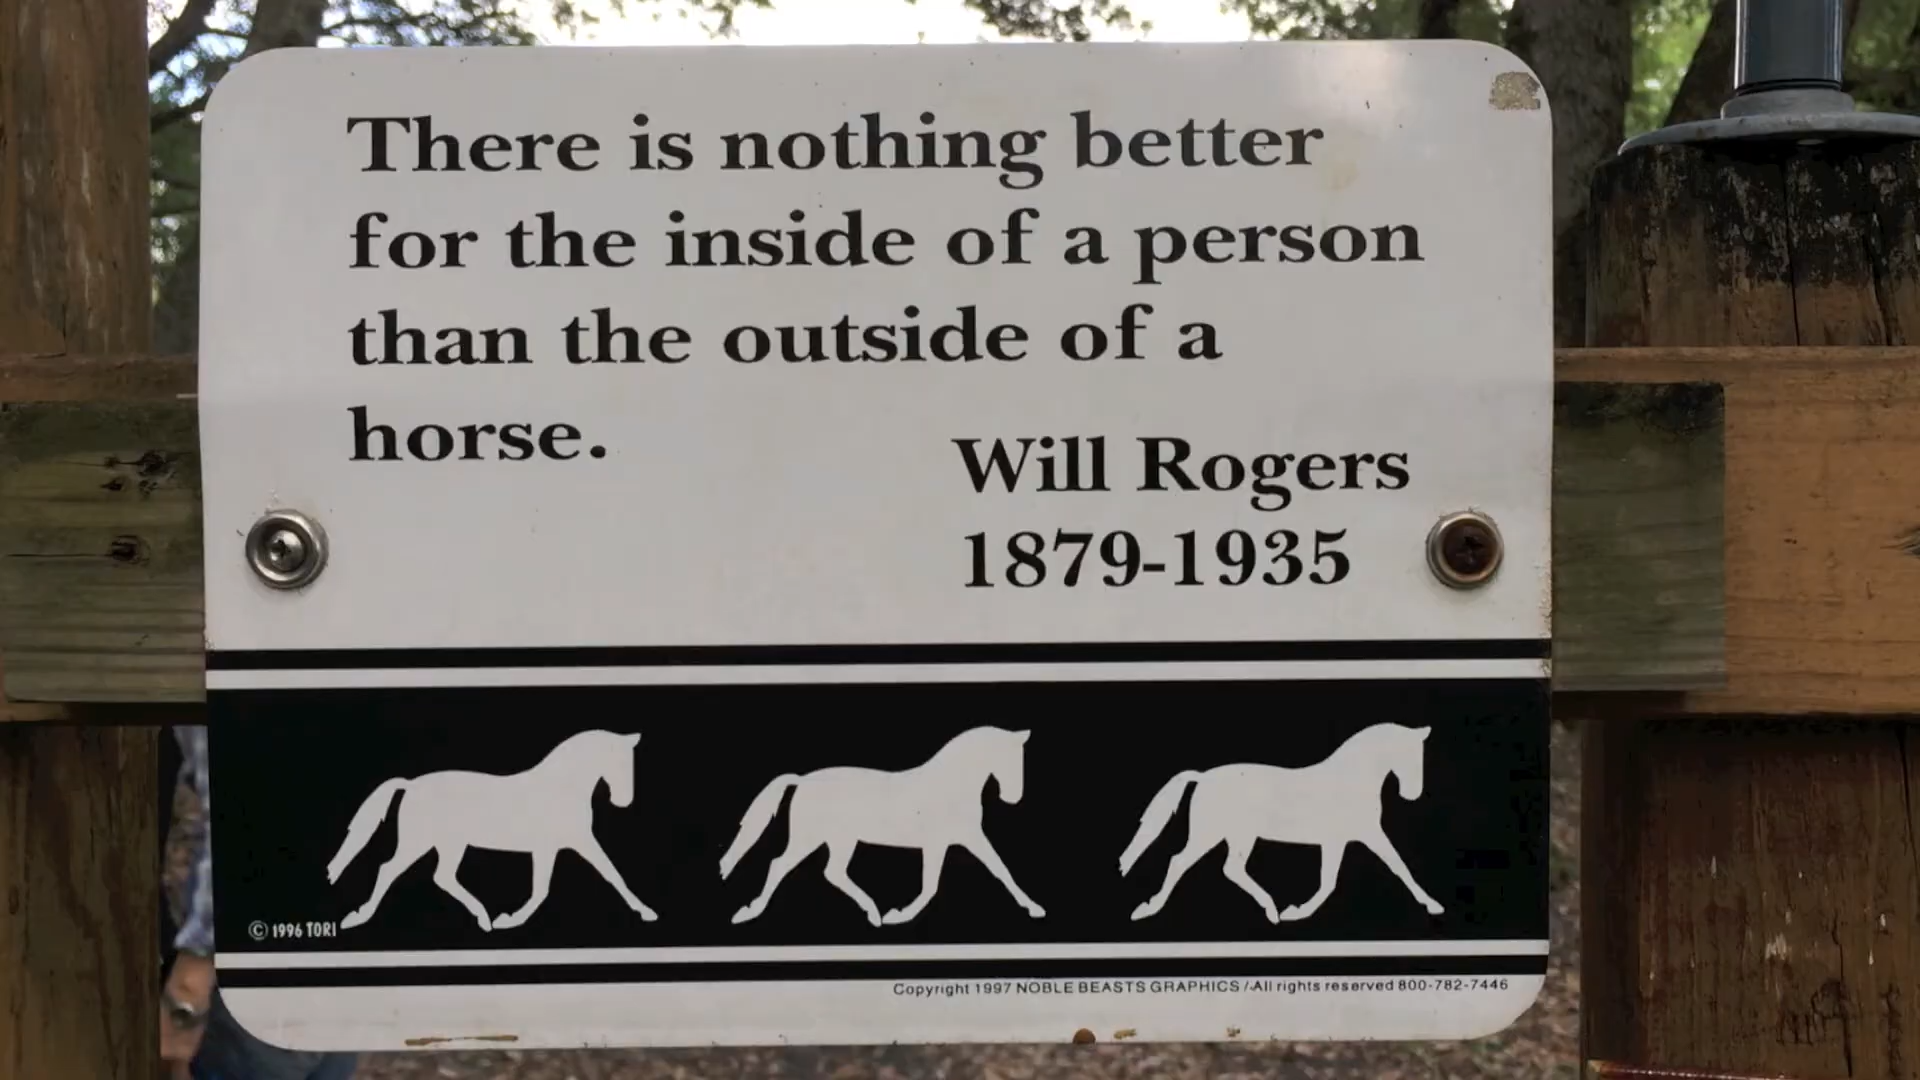 There is nothing better
for the inside of a person
than the outside of a
horse.
Will Rogers
1879-1935
© 1996 TORI
Copyright 1997 NOBLE BEASTS GRAPHICS / All rights reserved 800-782-7446